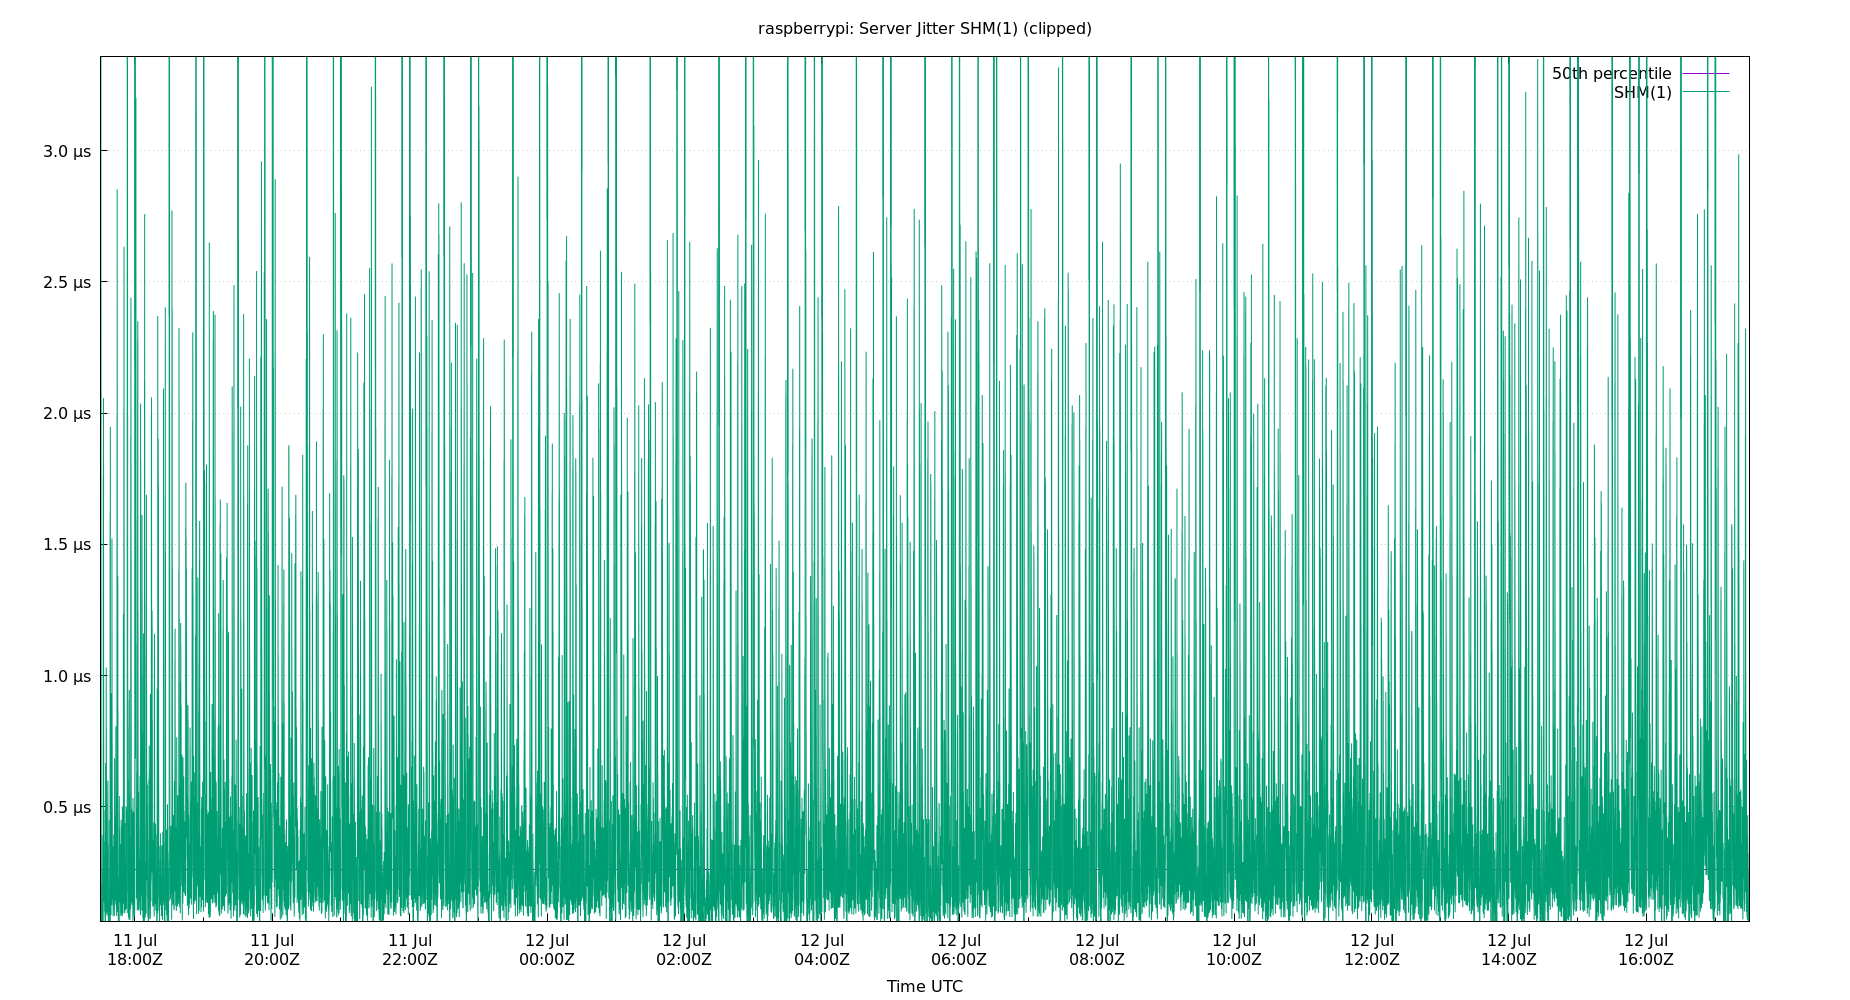 raspberrypi: Server Jitter SHM(1) (clipped)
50th percentile
SHM(1)
3.0 µs
2.5 µs
2.0 µs
1.5 µs
1.0 µs
0.5 µs
11 Jul 11 Jul 11 Jul 12 Jul 12 Jul 12 Jul 12 Jul 12 Jul 12 Jul 12 Jul 12 Jul 12 Jul
18:00Z 20:00Z 22:00Z 00:00Z 02:00Z 04:00Z 06:00Z 08:00Z 10:00Z 12:00Z 14:00Z 16:00Z
Time UTC